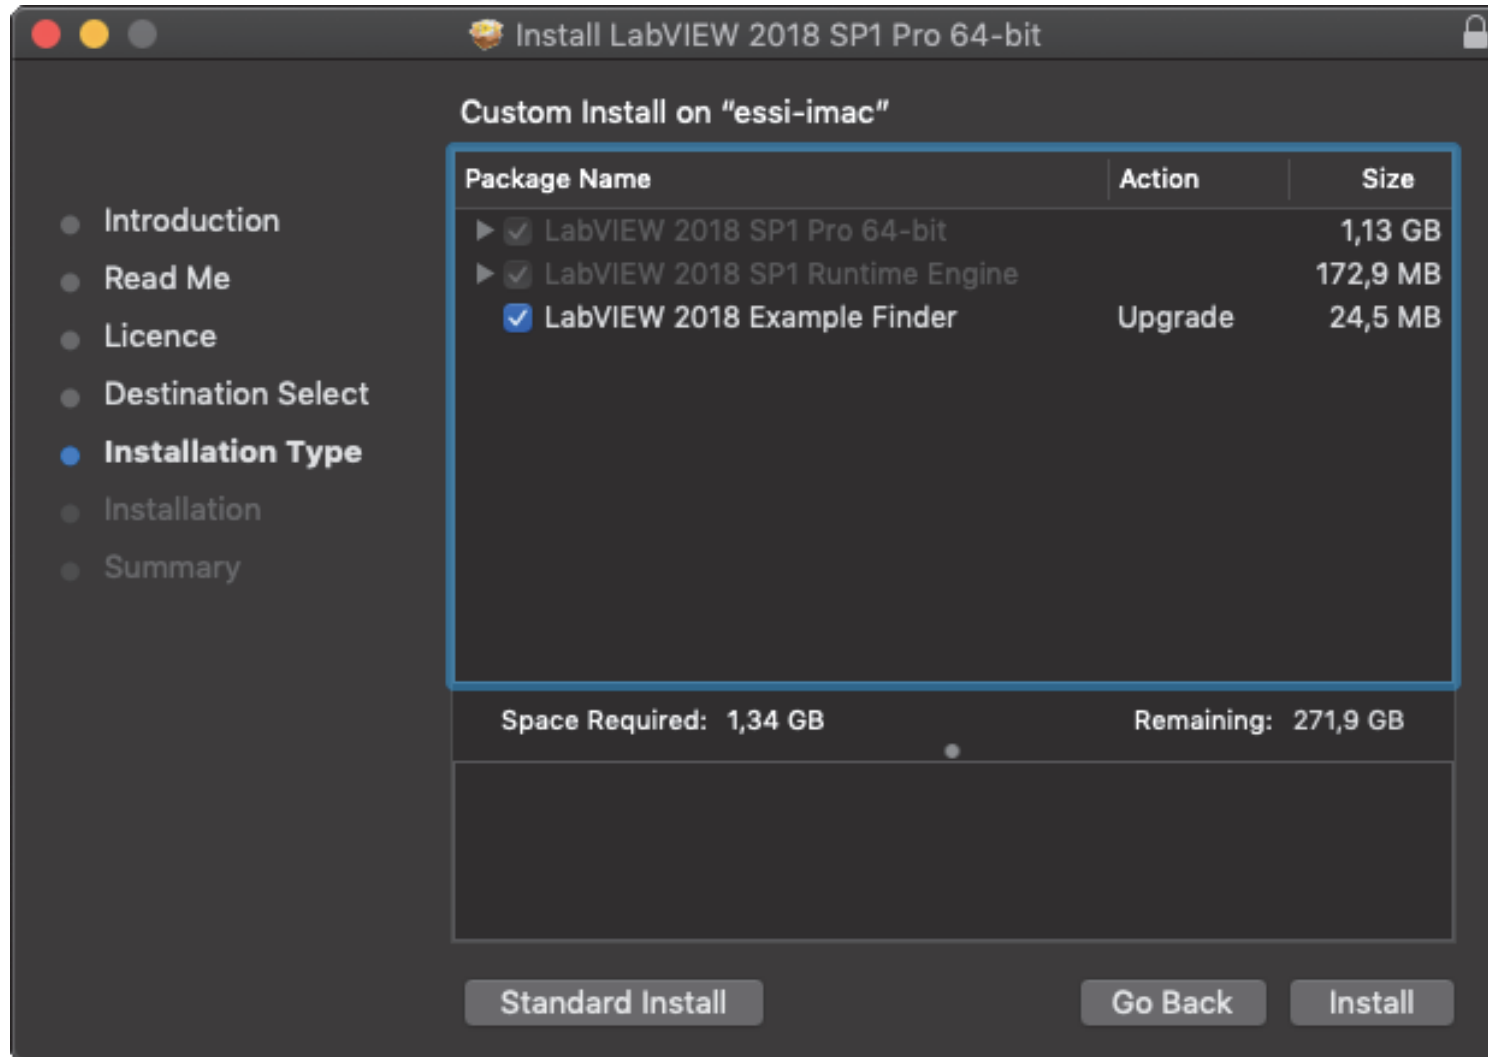 Install LabVIEW 2018 SP1 Pro 64-bit
Custom Install on “essi-imac”
Introduction
Read Me
Licence
Destination Select
Installation Type
Installation
Summary
Package Name Action Size
LabVIEW 2018 SP1 Pro 64-bit 1,13 GB
LabVIEW 2018 SP1 Runtime Engine 172,9 MB
LabVIEW 2018 Example Finder Upgrade 24,5 MB
Space Required: 1,34 GB Remaining: 271,9 GB
Standard Install Go Back Install